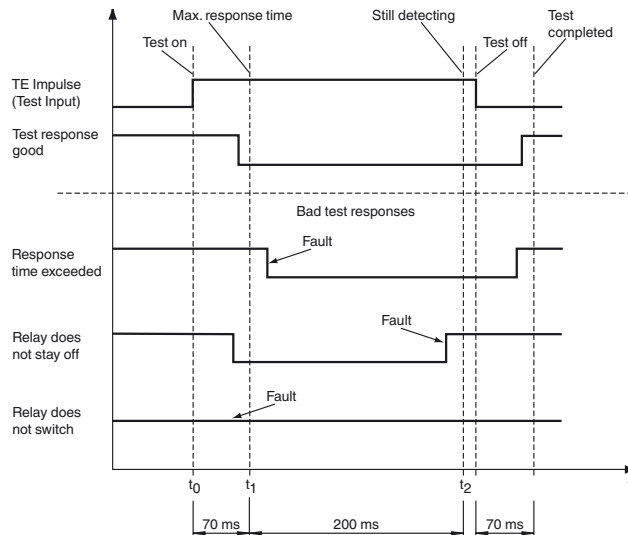 Max. response time
Still detecting
Test
completed
Test on
Test off
TE Impulse
(Test Input)
Test response
good
Bad test responses
Response
time exceeded
Fault
Relay does
not stay off
Fault
Relay does
not switch
Fault
t0
t1
t2
70 ms
200 ms
70 ms